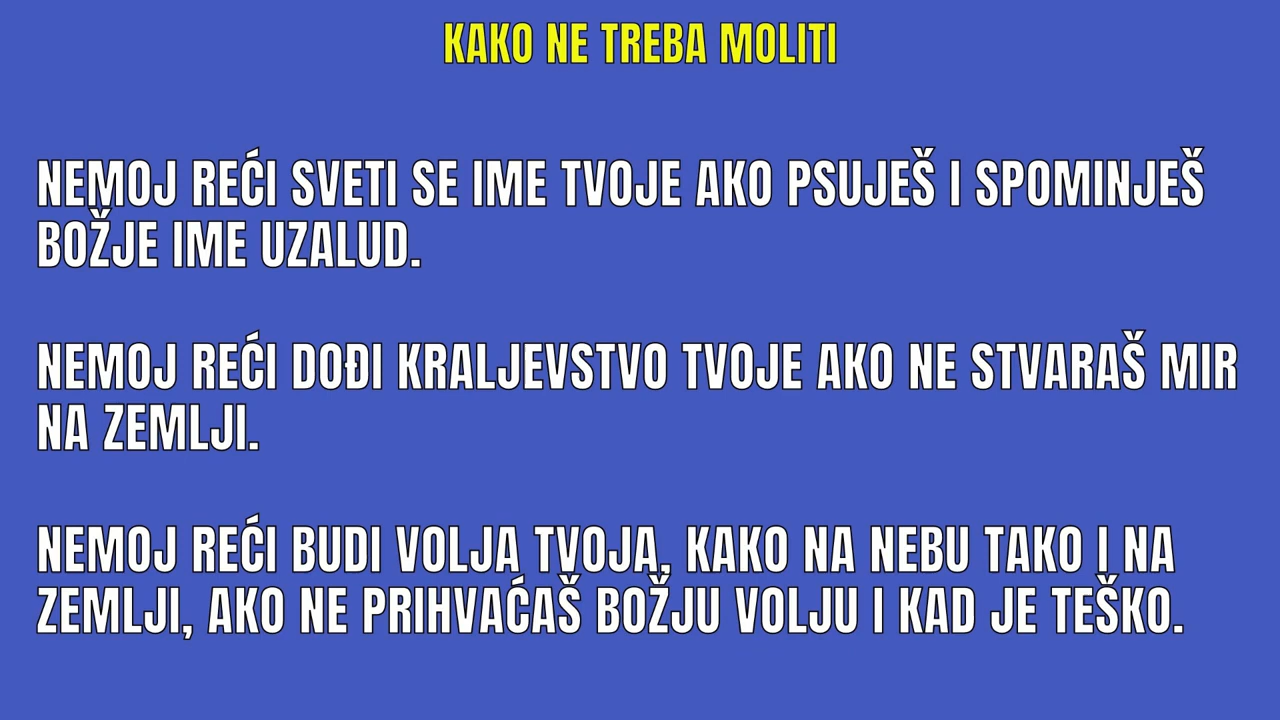 KAKO NE TREBA MOLITI
NEMOJ REĆI SVETI SE IME TVOJE AKO PSUJEŠ I SPOMINJEŠ
BOŽJE IME UZALUD.
NEMOJ REĆI DOĐI KRALJEVSTVO TVOJE AKO NE STVARAŠ MIR
NA ZEMLJI.
NEMOJ REĆI BUDI VOLJA TVOJA, KAKO NA NEBU TAKO I NA
ZEMLJI, AKO NE PRIHVAĆAŠ BOŽJU VOLJU I KAD JE TEŠKO.